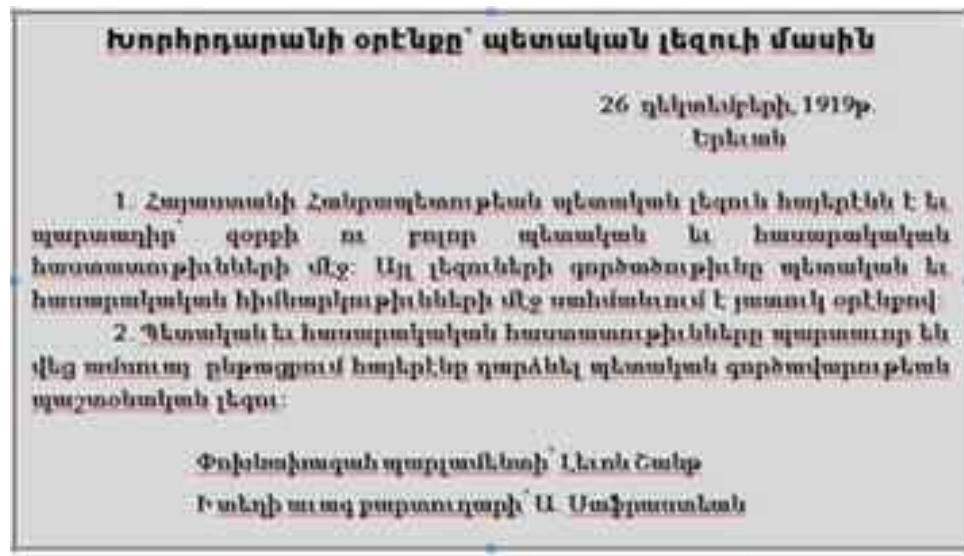 Խորհրդարանի օրէնքը՝ պետական լեզուի մասին
26 դեկտեմբերի, 1919թ.
Երեւան
1. Հայաստանի Հանրապետութեան պետական լեզուն հայերէնն է եւ
պարտադիր՝ զօրքի ու բոլոր պետական եւ հասարակական
հաստատութիւնների մէջ: Այլ լեզուների գործածութիւնը պետական եւ
հասարակական հիմնարկութիւնների մէջ սահմանւում է յատուկ օրէնքով:
2. Պետական եւ հասարակական հաստատութիւնները պարտաւոր են
վեց ամսուայ ընթացքում հայերէնը դարձնել պետական գործավարութեան
պաշտօնական լեզու:
Փոխնախագահ պարլամենտի՝ Լեւոն Շանթ
Իսկիղի աւագ քարտուղարի՝ Ա. Սաֆրաստեան